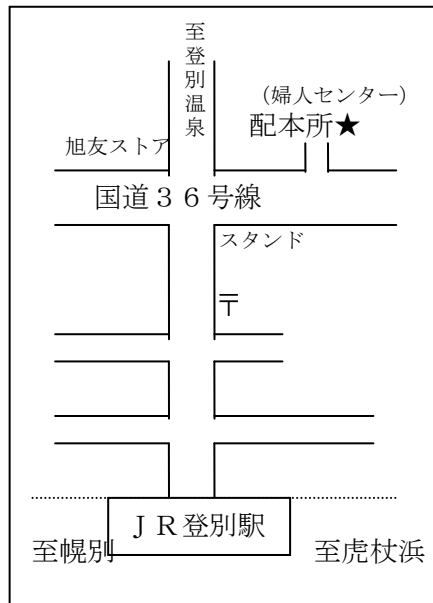 至登別温泉
（婦人センター）
配本所★
旭友ストア
国道３６号線
スタンド
〒
ＪＲ登別駅
至幌別
至虎杖浜